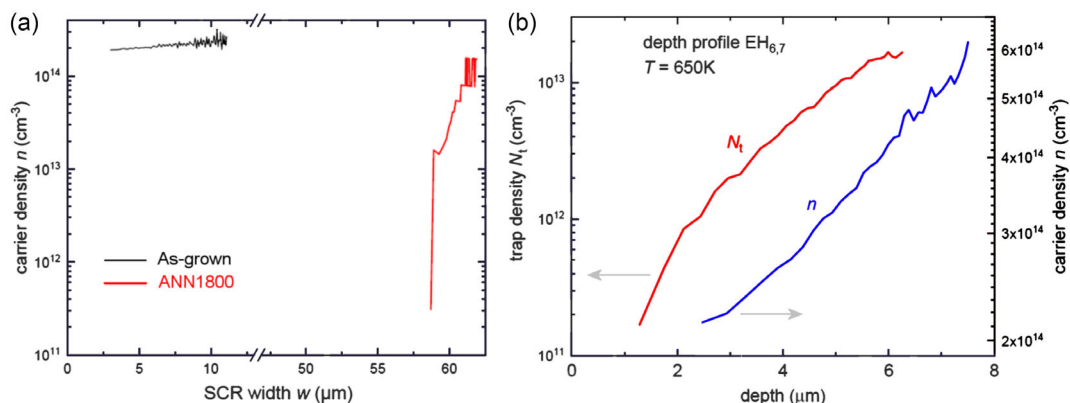 (a)
carrier density n (cm⁻³)
10¹⁴
10¹³
10¹²
10¹¹
As-grown
ANN1800
0 5 10 50 55 60
SCR width w (μm)
(b)
trap density Nₜ (cm⁻³)
10¹³
10¹²
10¹¹
depth profile EH₆,₇
T = 650K
Nₜ
n
6x10¹⁴
5x10¹⁴
4x10¹⁴
3x10¹⁴
2x10¹⁴
carrier density n (cm⁻³)
0 2 4 6 8
depth (μm)